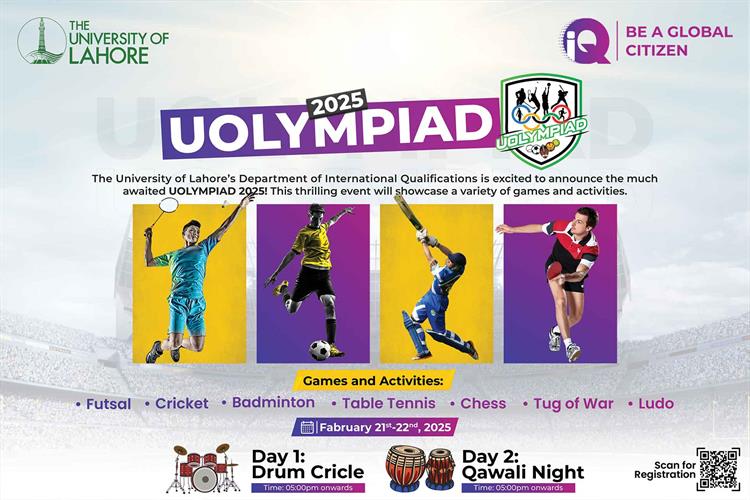 THE
UNIVERSITY OF
LAHORE
iQ
BE A GLOBAL
CITIZEN
2025
UOLYMPIAD
UOLYMPIAD
The University of Lahore's Department of International Qualifications is excited to announce the much
awaited UOLYMPIAD 2025! This thrilling event will showcase a variety of games and activities.
Games and Activities:
• Futsal • Cricket • Badminton • Table Tennis • Chess • Tug of War • Ludo
Fabruary 21st-22nd, 2025
Day 1:
Drum Cricle
Time: 05:00pm onwards
Day 2:
Qawali Night
Time: 05:00pm onwards
Scan for
Registration